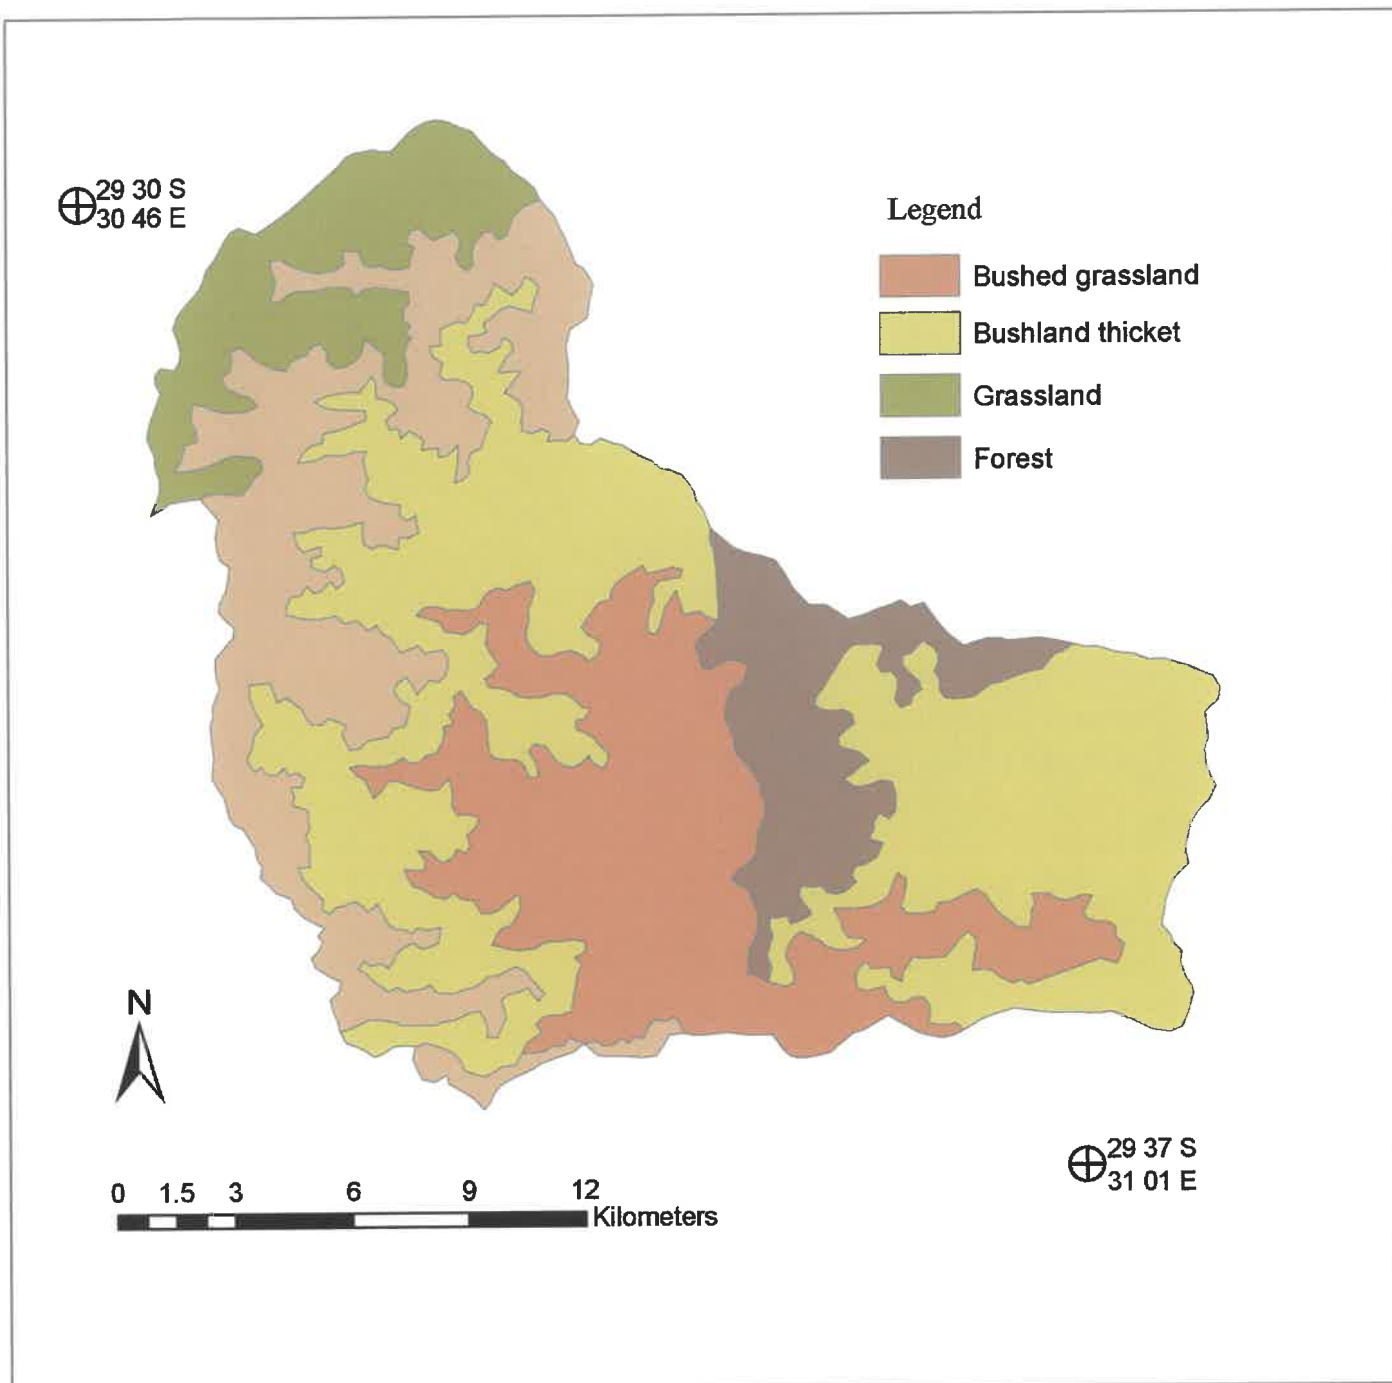 29 30 S
30 46 E
Legend
Bushed grassland
Bushland thicket
Grassland
Forest
N
29 37 S
31 01 E
0 1.5 3 6 9 12
Kilometers